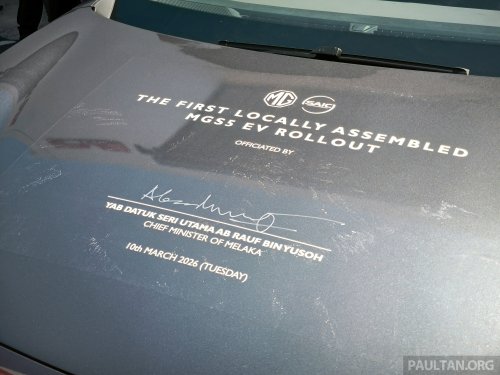 MG SAIC
THE FIRST LOCALLY ASSEMBLED
MGS5 EV ROLLOUT
OFFICIATED BY
YAB DATUK SERI UTAMA AB RAUF BIN YUSOH
CHIEF MINISTER OF MELAKA
10th MARCH 2026 (TUESDAY)
PAULTAN.ORG